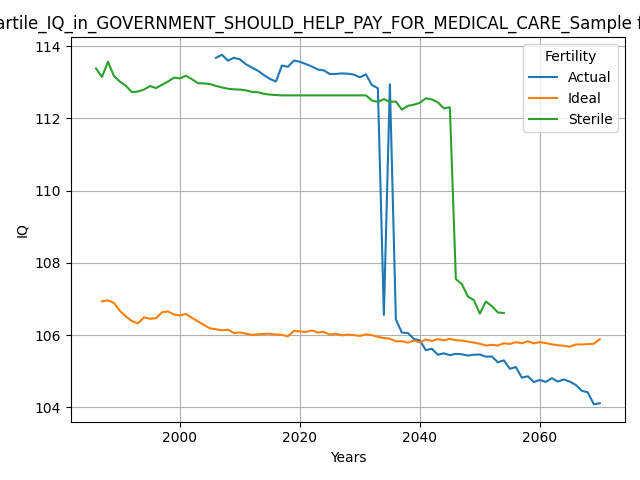 artile_IQ_in_GOVERNMENT_SHOULD_HELP_PAY_FOR_MEDICAL_CARE_Sample f
114
112
110
108
106
104
IQ
Fertility
Actual
Ideal
Sterile
2000
2020
2040
2060
Years